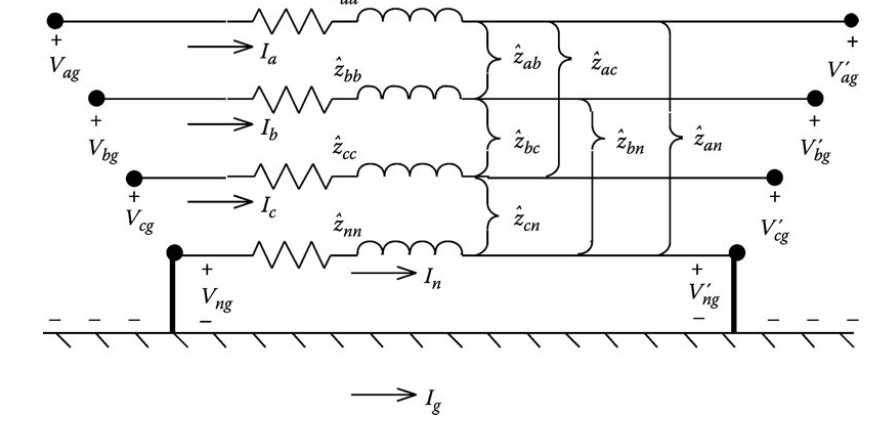 + I_a ẑ_ab ẑ_ac +
V_ag ẑ_bb V′_ag
+ I_b +
V_bg ẑ_cc ẑ_bc ẑ_bn ẑ_an V′_bg
+ I_c +
V_cg ẑ_nn ẑ_cn V′_cg
+ I_n +
V_ng V′_ng
− − − − − − − −
I_g